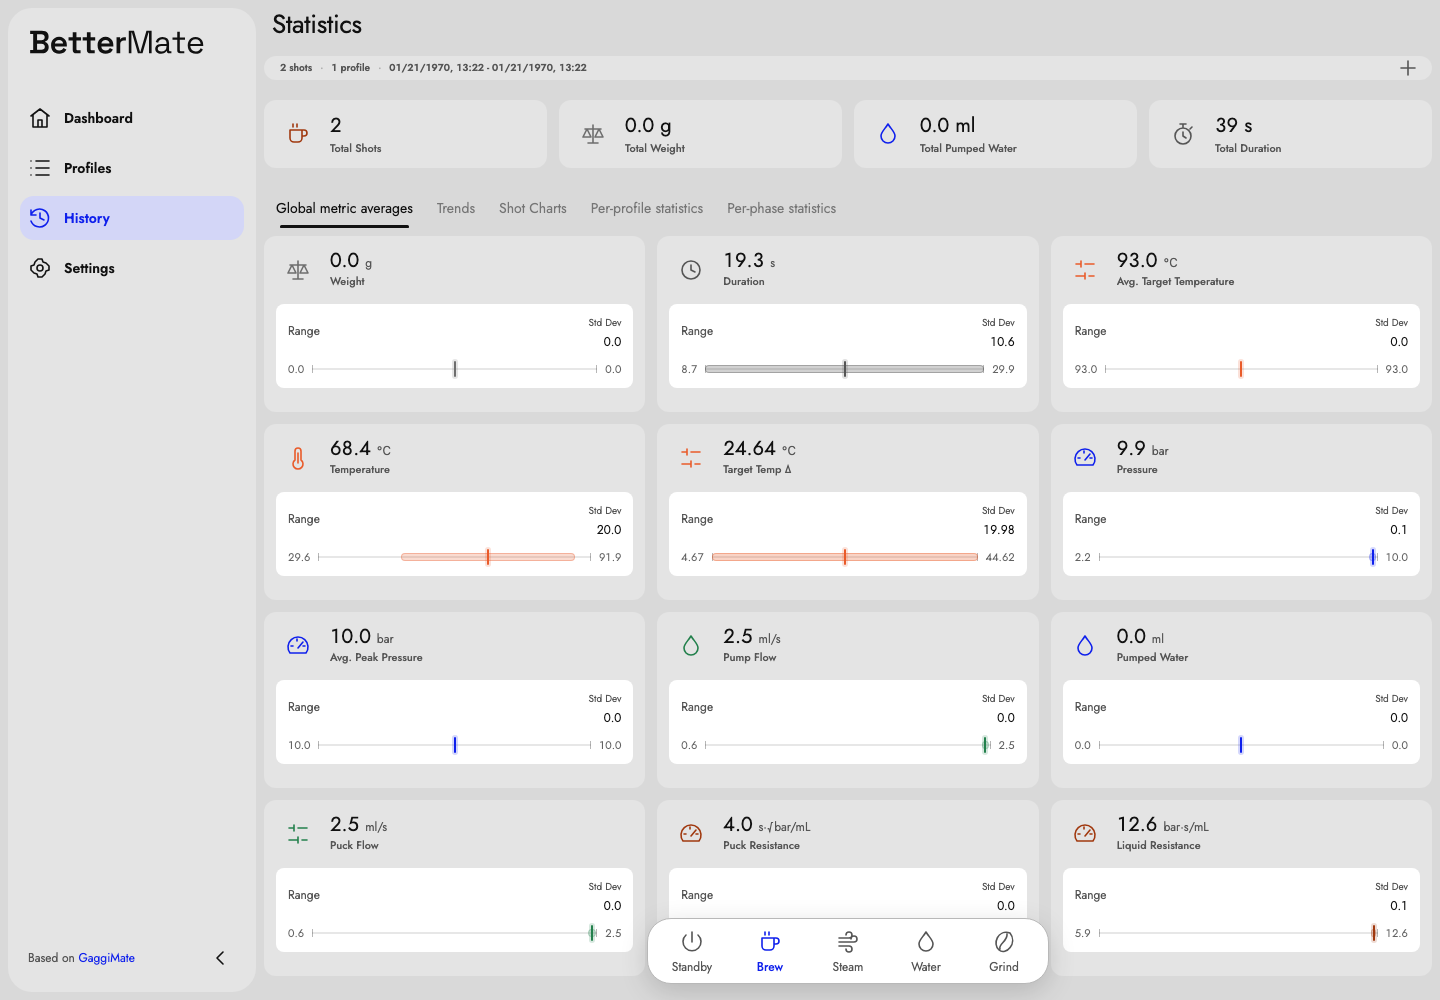 BetterMate
Dashboard
Profiles
History
Settings
Based on GaggiMate
Statistics
2 shots · 1 profile · 01/21/1970, 13:22 - 01/21/1970, 13:22
2
Total Shots
0.0 g
Total Weight
0.0 ml
Total Pumped Water
39 s
Total Duration
Global metric averages
Trends
Shot Charts
Per-profile statistics
Per-phase statistics
0.0 g
Weight
Range
Std Dev
0.0
0.0 0.0
19.3 s
Duration
Range
Std Dev
10.6
8.7 29.9
93.0 °C
Avg. Target Temperature
Range
Std Dev
0.0
93.0 93.0
68.4 °C
Temperature
Range
Std Dev
20.0
29.6 91.9
24.64 °C
Target Temp Δ
Range
Std Dev
19.98
4.67 44.62
9.9 bar
Pressure
Range
Std Dev
0.1
2.2 10.0
10.0 bar
Avg. Peak Pressure
Range
Std Dev
0.0
10.0 10.0
2.5 ml/s
Pump Flow
Range
Std Dev
0.0
0.6 2.5
0.0 ml
Pumped Water
Range
Std Dev
0.0
0.0 0.0
2.5 ml/s
Puck Flow
Range
Std Dev
0.0
0.6 2.5
4.0 s·√bar/mL
Puck Resistance
Range
Std Dev
0.0
12.6 bar·s/mL
Liquid Resistance
Range
Std Dev
0.1
5.9 12.6
Standby
Brew
Steam
Water
Grind